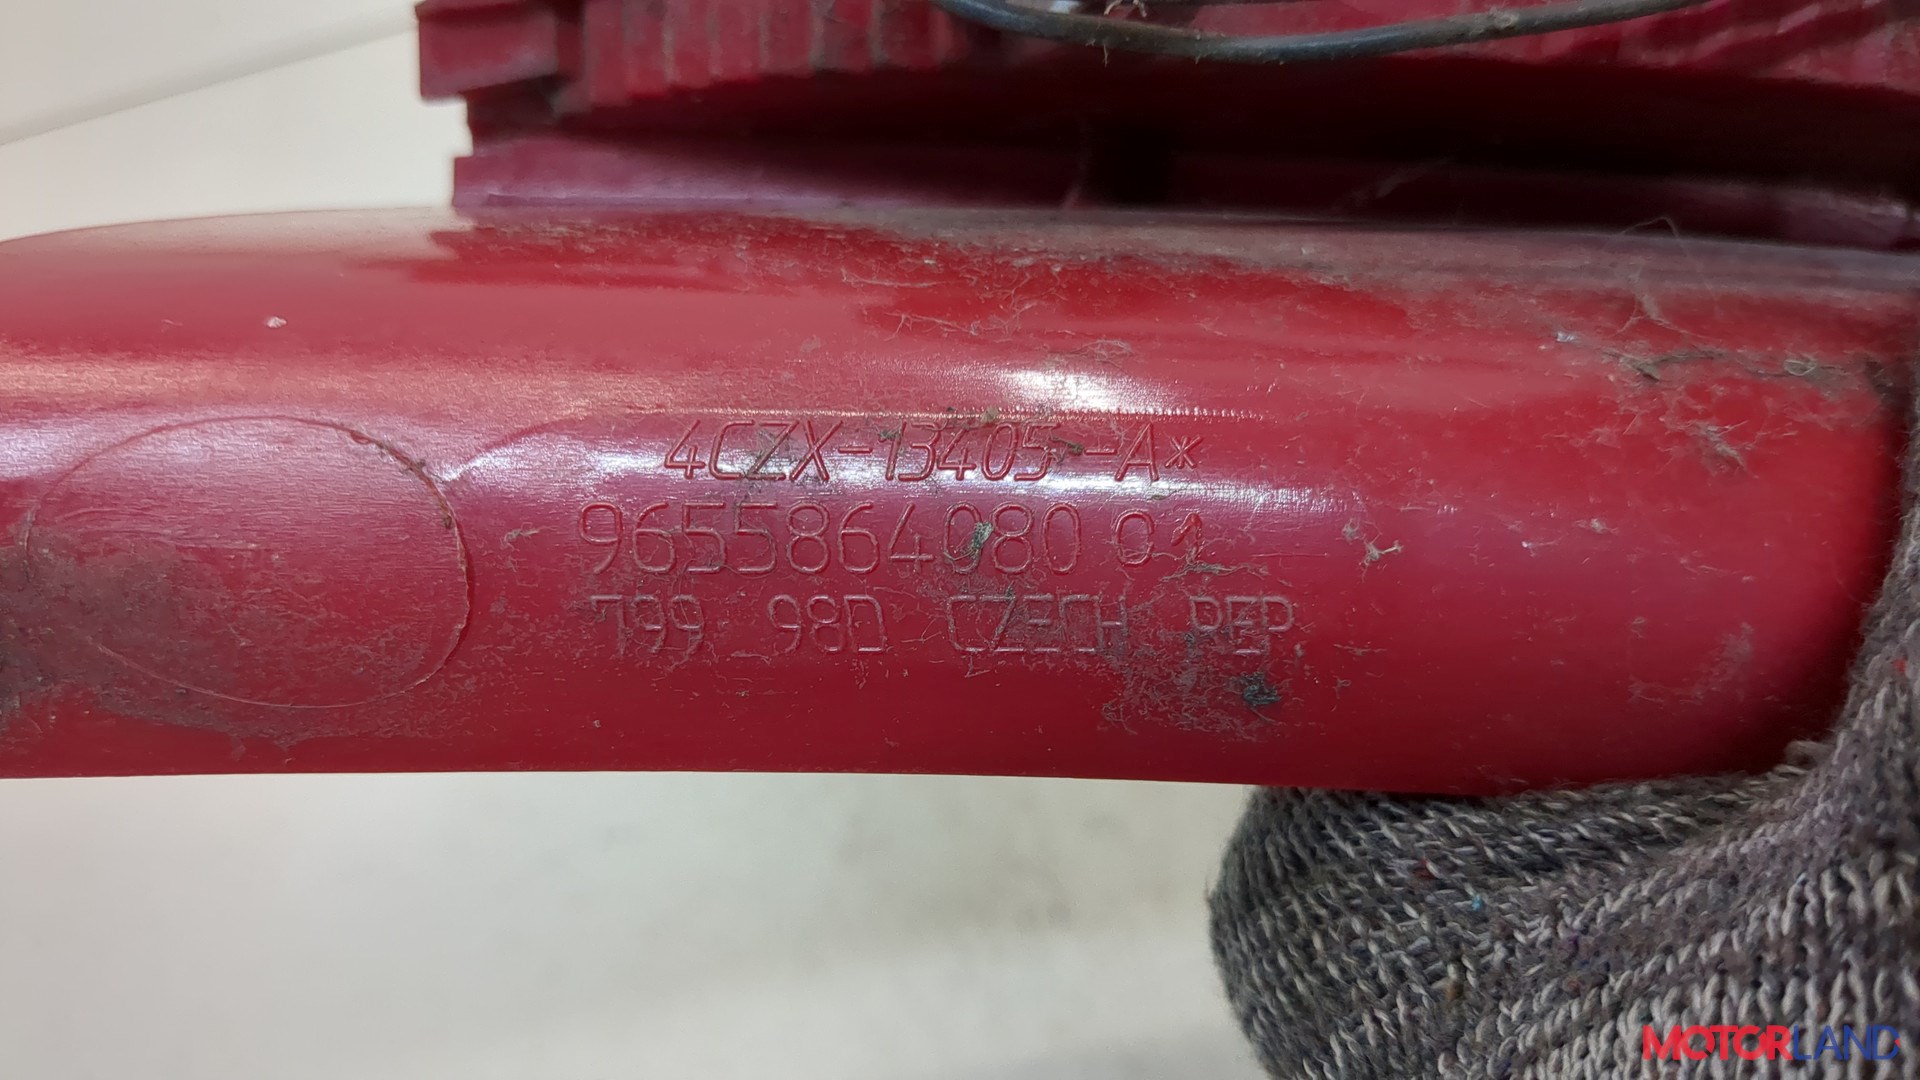 4CZX-13405-A*
9655864080 01
799 98D CZECH REP
MOTORLAND